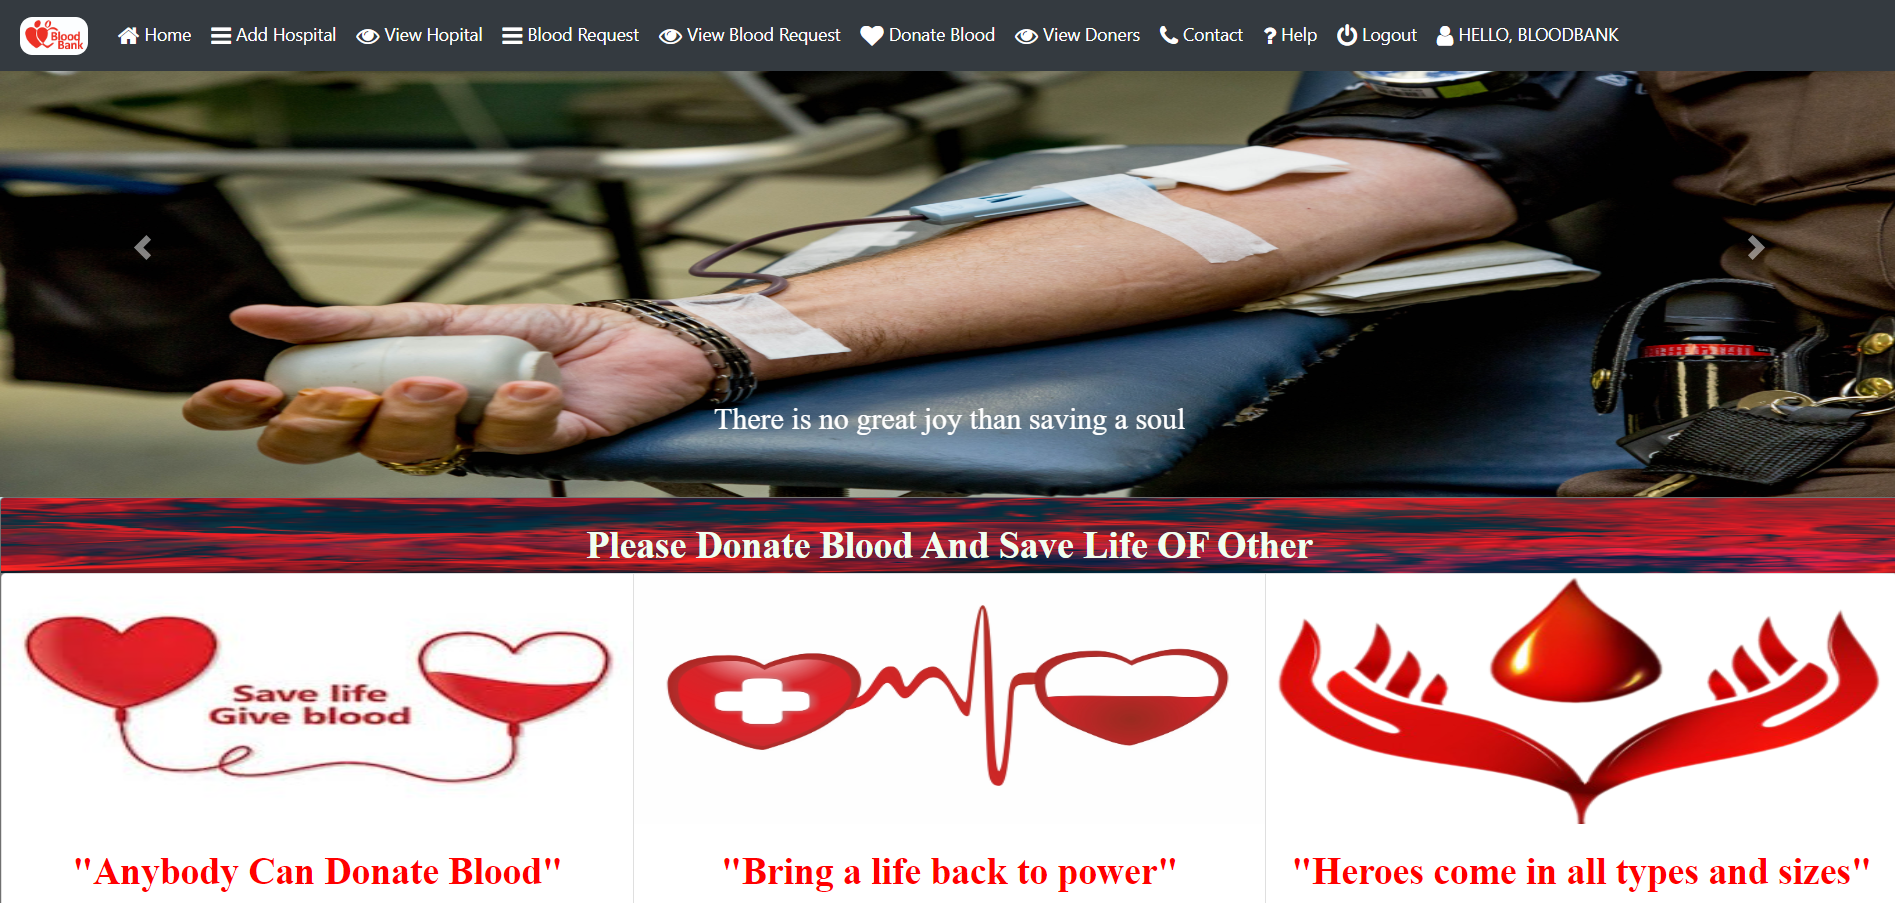 Blood
Bank
Home Add Hospital View Hopital Blood Request View Blood Request Donate Blood View Doners Contact Help Logout HELLO, BLOODBANK
There is no great joy than saving a soul
Please Donate Blood And Save Life OF Other
Save life
Give blood
"Anybody Can Donate Blood" "Bring a life back to power" "Heroes come in all types and sizes"